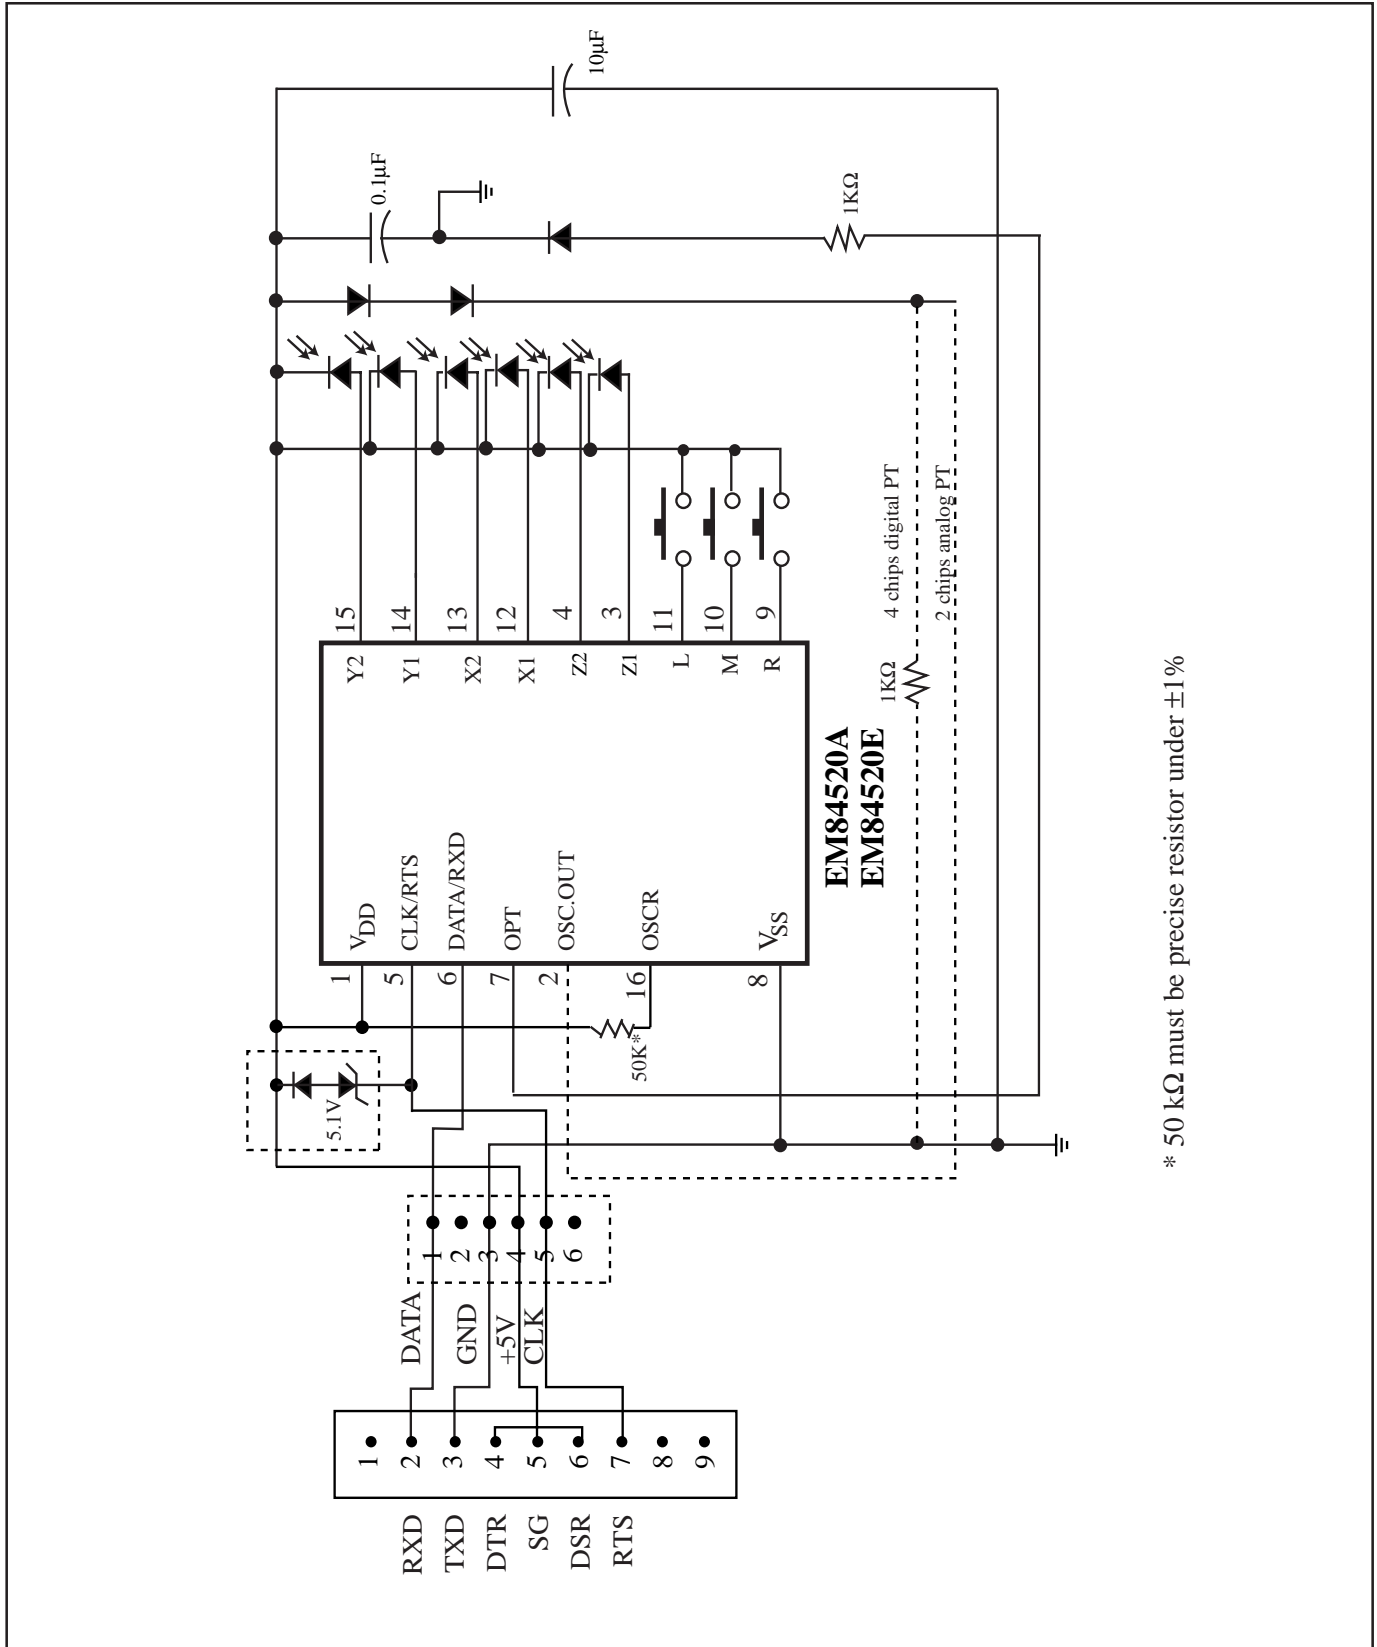 10μF
0.1μF
1KΩ
4 chips digital PT
2 chips analog PT
1KΩ
15
14
13
12
4
3
11
10
9
Y2
Y1
X2
X1
Z2
Z1
L
M
R
EM84520A
EM84520E
VDD
CLK/RTS
DATA/RXD
OPT
OSC.OUT
OSCR
VSS
1
5
6
7
2
16
8
50K*
5.1V
1
2
3
4
5
6
DATA
GND
+5V
CLK
1
2
3
4
5
6
7
8
9
RXD
TXD
DTR
SG
DSR
RTS
* 50 kΩ must be precise resistor under ±1%